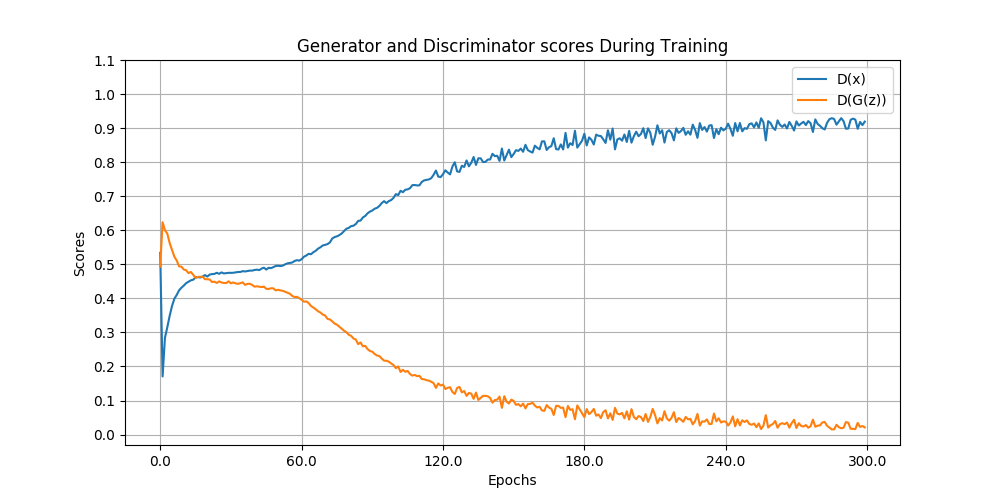 Generator and Discriminator scores During Training
D(x)
D(G(z))
1.1
1.0
0.9
0.8
0.7
0.6
0.5
0.4
0.3
0.2
0.1
0.0
Scores
0.0 60.0 120.0 180.0 240.0 300.0
Epochs